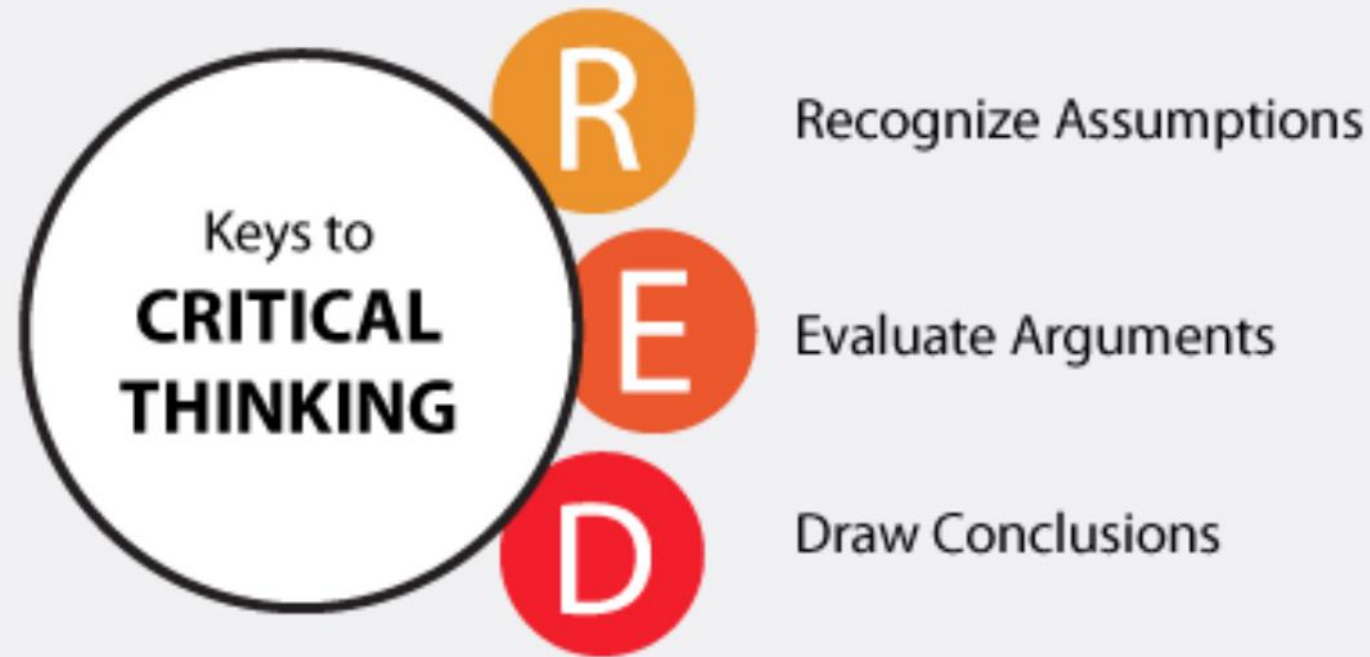 Keys to
CRITICAL
THINKING
R
Recognize Assumptions
E
Evaluate Arguments
D
Draw Conclusions